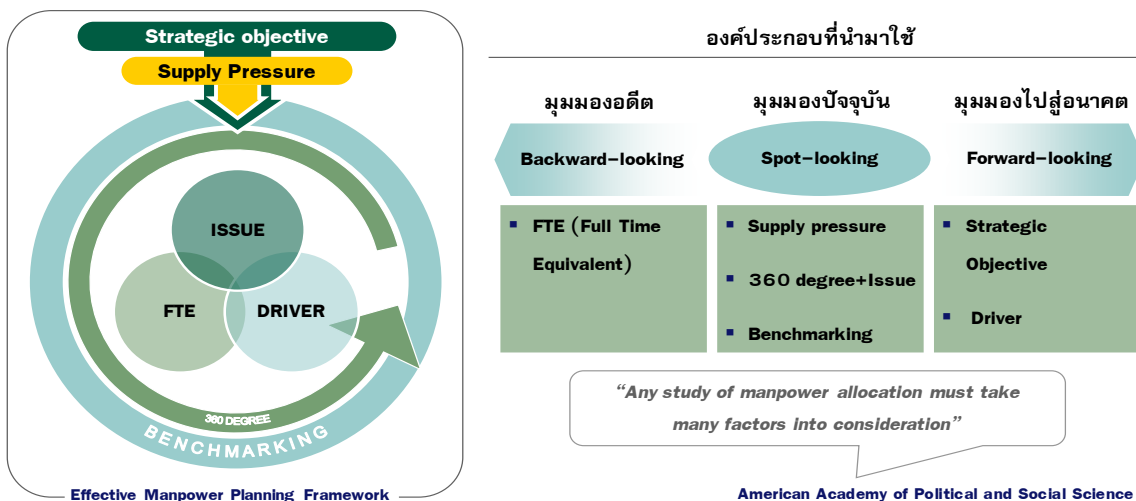 Strategic objective
Supply Pressure
ISSUE
FTE
DRIVER
360 DEGREE
BENCHMARKING
Effective Manpower Planning Framework
องค์ประกอบที่นำมาใช้
มุมมองอดีต
มุมมองปัจจุบัน
มุมมองไปสู่อนาคต
Backward-looking
Spot-looking
Forward-looking
▪ FTE (Full Time
Equivalent)
▪ Supply pressure
▪ 360 degree+Issue
▪ Benchmarking
▪ Strategic
Objective
▪ Driver
“Any study of manpower allocation must take
many factors into consideration”
American Academy of Political and Social Science